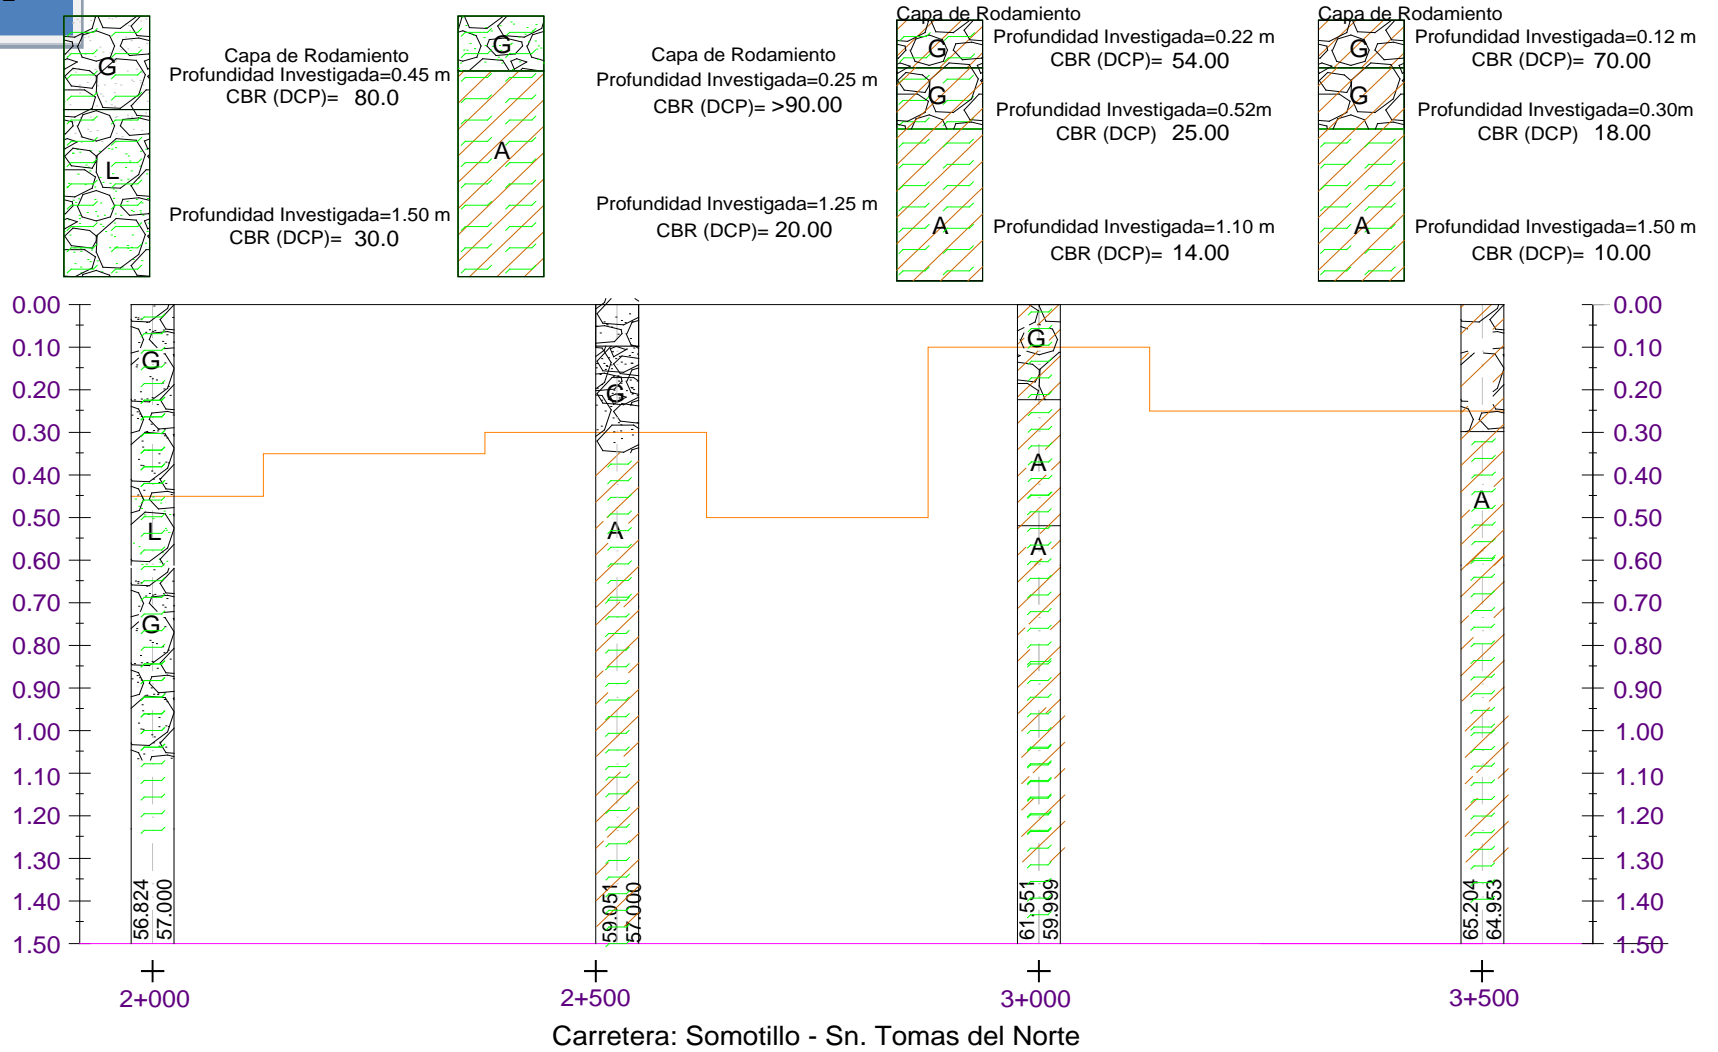 G
L
Capa de Rodamiento
Profundidad Investigada=0.45 m
CBR (DCP)= 80.0
Profundidad Investigada=1.50 m
CBR (DCP)= 30.0
G
A
Capa de Rodamiento
Profundidad Investigada=0.25 m
CBR (DCP)= >90.00
Profundidad Investigada=1.25 m
CBR (DCP)= 20.00
Capa de Rodamiento
G
G
A
Profundidad Investigada=0.22 m
CBR (DCP)= 54.00
Profundidad Investigada=0.52m
CBR (DCP) 25.00
Profundidad Investigada=1.10 m
CBR (DCP)= 14.00
Capa de Rodamiento
G
G
A
Profundidad Investigada=0.12 m
CBR (DCP)= 70.00
Profundidad Investigada=0.30m
CBR (DCP) 18.00
Profundidad Investigada=1.50 m
CBR (DCP)= 10.00
0.00
0.10
0.20
0.30
0.40
0.50
0.60
0.70
0.80
0.90
1.00
1.10
1.20
1.30
1.40
1.50
G
L
G
56.824
57.000
G
A
59.051
57.000
G
A
A
61.551
59.999
A
65.204
64.953
0.00
0.10
0.20
0.30
0.40
0.50
0.60
0.70
0.80
0.90
1.00
1.10
1.20
1.30
1.40
1.50
2+000
2+500
3+000
3+500
Carretera: Somotillo - Sn. Tomas del Norte